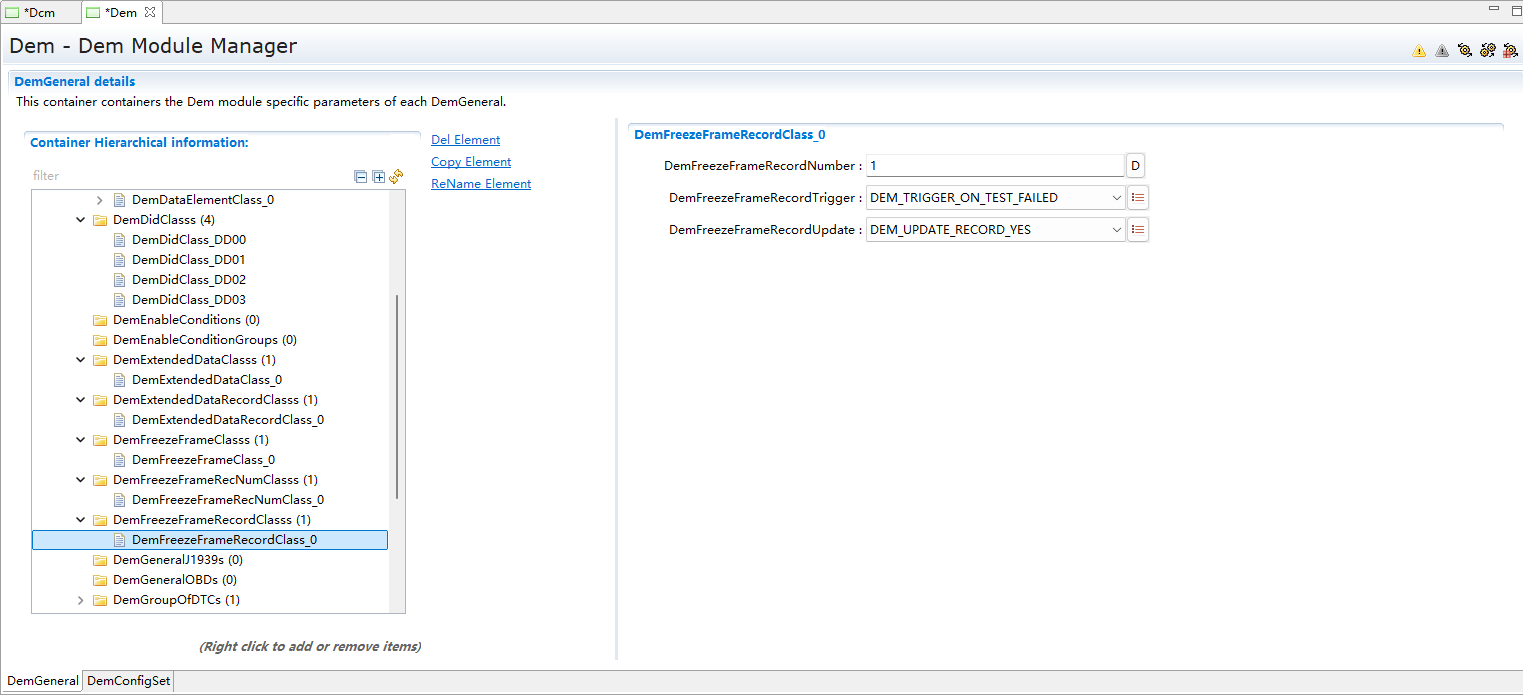 *Dcm
*Dem
Dem - Dem Module Manager
DemGeneral details
This container containers the Dem module specific parameters of each DemGeneral.
Container Hierarchical information:
filter
DemDataElementClass_0
DemDidClasss (4)
DemDidClass_DD00
DemDidClass_DD01
DemDidClass_DD02
DemDidClass_DD03
DemEnableConditions (0)
DemEnableConditionGroups (0)
DemExtendedDataClasss (1)
DemExtendedDataClass_0
DemExtendedDataRecordClasss (1)
DemExtendedDataRecordClass_0
DemFreezeFrameClasss (1)
DemFreezeFrameClass_0
DemFreezeFrameRecNumClasss (1)
DemFreezeFrameRecNumClass_0
DemFreezeFrameRecordClasss (1)
DemFreezeFrameRecordClass_0
DemGeneralJ1939s (0)
DemGeneralOBDs (0)
DemGroupOfDTCs (1)
(Right click to add or remove items)
Del Element
Copy Element
ReName Element
DemFreezeFrameRecordClass_0
DemFreezeFrameRecordNumber : 1 D
DemFreezeFrameRecordTrigger : DEM_TRIGGER_ON_TEST_FAILED
DemFreezeFrameRecordUpdate : DEM_UPDATE_RECORD_YES
DemGeneral
DemConfigSet